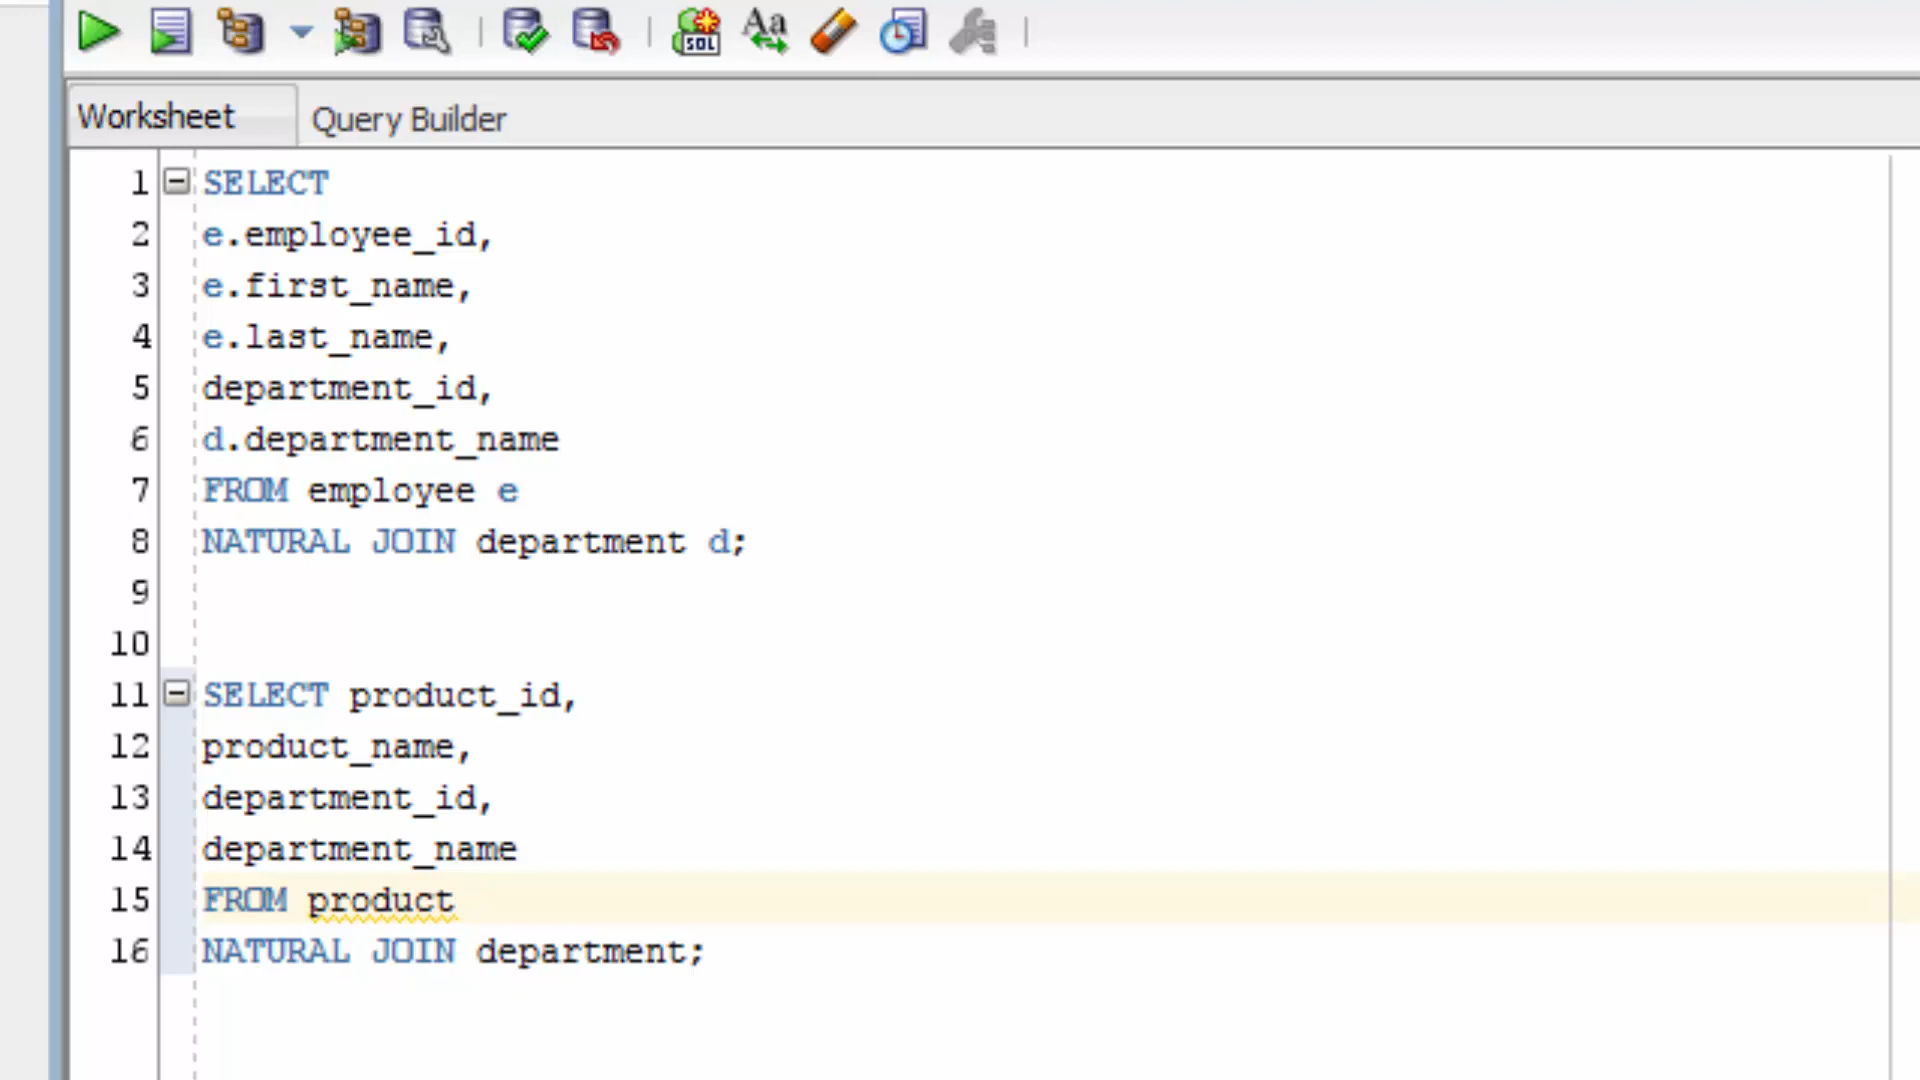 SQL
Aa
Worksheet
Query Builder
1 SELECT
2 e.employee_id,
3 e.first_name,
4 e.last_name,
5 department_id,
6 d.department_name
7 FROM employee e
8 NATURAL JOIN department d;
9
10
11 SELECT product_id,
12 product_name,
13 department_id,
14 department_name
15 FROM product
16 NATURAL JOIN department;